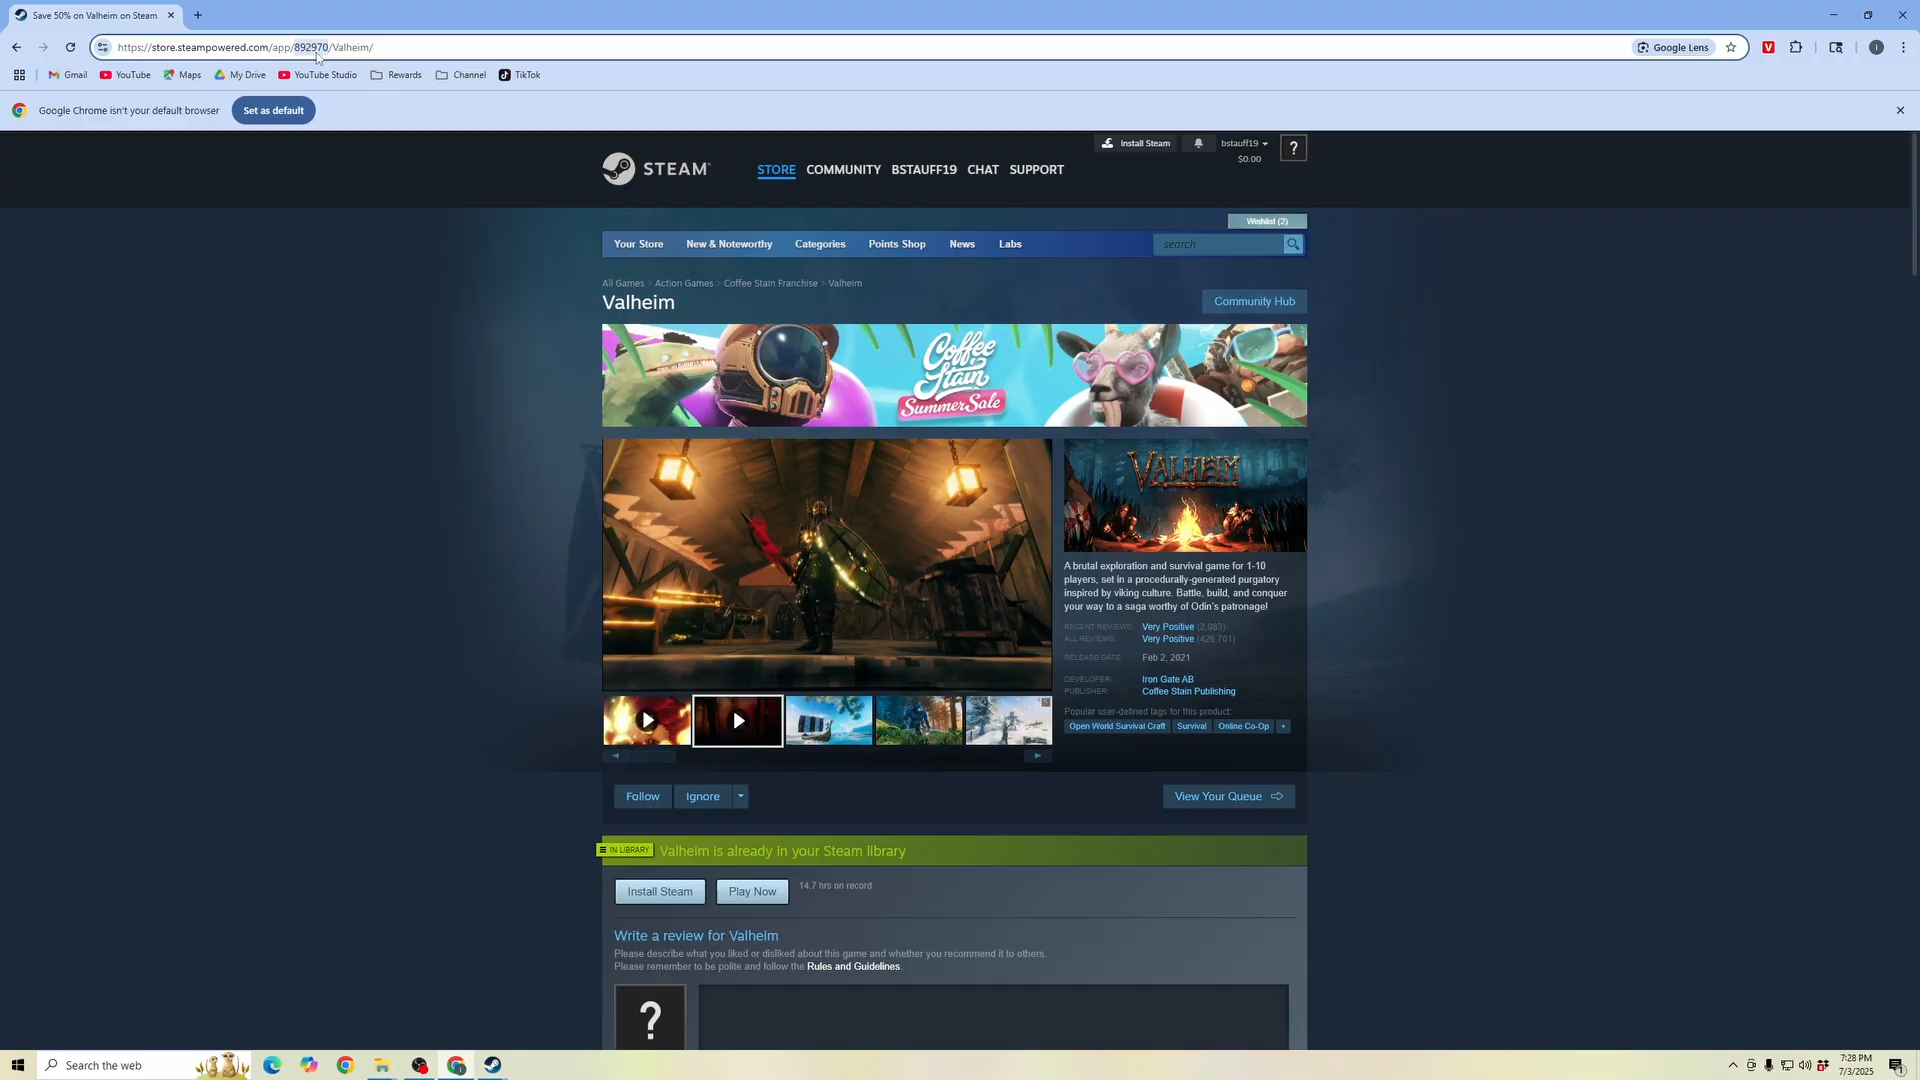 Save 50% on Valheim on Steam
https://store.steampowered.com/app/892970/Valheim/
Google Lens
Gmail YouTube Maps My Drive YouTube Studio Rewards Channel TikTok
Google Chrome isn't your default browser Set as default
Install Steam bstauff19
$0.00
?
STEAM®
STORE COMMUNITY BSTAUFF19 CHAT SUPPORT
Wishlist (2)
Your Store New & Noteworthy Categories Points Shop News Labs search
All Games > Action Games > Coffee Stain Franchise > Valheim
Valheim
Community Hub
Coffee
Stain
Summer Sale
VALHEIM
A brutal exploration and survival game for 1-10
players, set in a procedurally-generated purgatory
inspired by viking culture. Battle, build, and conquer
your way to a saga worthy of Odin's patronage!
RECENT REVIEWS: Very Positive (2,083)
ALL REVIEWS: Very Positive (426,701)
RELEASE DATE: Feb 2, 2021
DEVELOPER: Iron Gate AB
PUBLISHER: Coffee Stain Publishing
Popular user-defined tags for this product:
Open World Survival Craft Survival Online Co-Op +
Follow Ignore View Your Queue
IN LIBRARY Valheim is already in your Steam library
Install Steam Play Now 14.7 hrs on record
Write a review for Valheim
Please describe what you liked or disliked about this game and whether you recommend it to others.
Please remember to be polite and follow the Rules and Guidelines.
?
Search the web
7:28 PM
7/3/2025